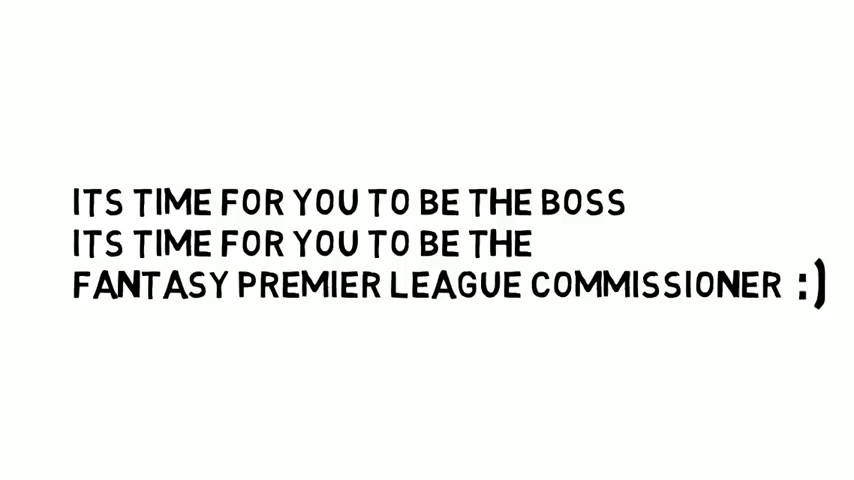 ITS TIME FOR YOU TO BE THE BOSS
ITS TIME FOR YOU TO BE THE
FANTASY PREMIER LEAGUE COMMISSIONER :)